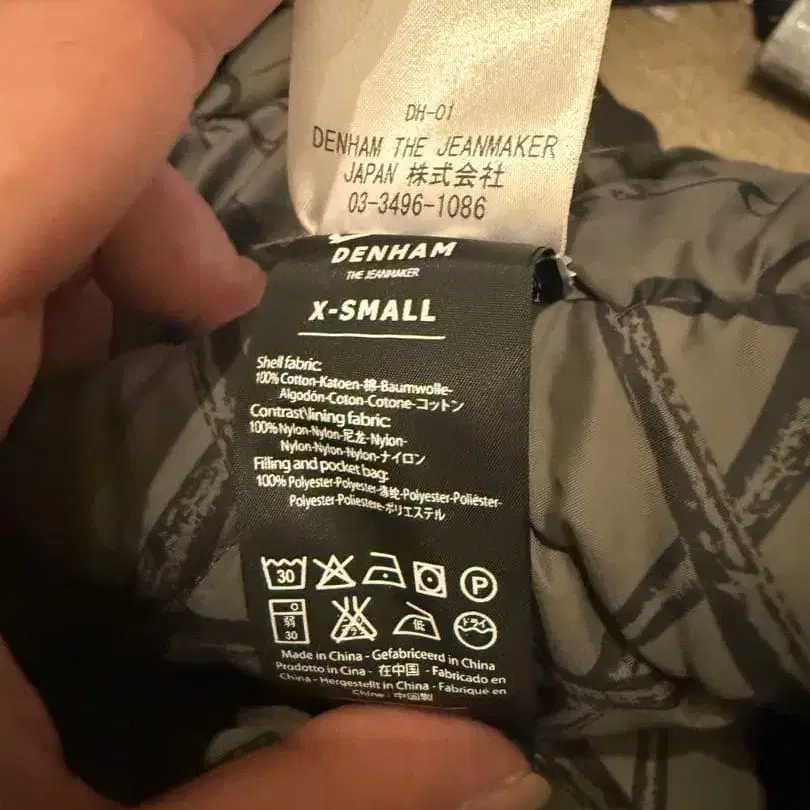 DH-01
DENHAM THE JEANMAKER
JAPAN 株式会社
03-3496-1086
DENHAM
THE JEANMAKER
X-SMALL
Shell fabric:
100% Cotton-Katoen-綿-Baumwolle-
Algodón-Coton-Cotone-コットン
Contrast\lining fabric:
100% Nylon-Nylon-尼龙-Nylon-
Nylon-Nylon-Nylon-ナイロン
Filling and pocket bag:
100% Polyester-Polyester-涤纶-Polyester-Poliéster-
Polyester-Poliestere-ポリエステル
30 P
弱 30 エンソ 低 ドライ
Made in China - Gefabriceerd in China
Prodotto in Cina - 在中国 - Fabricado en
China - Hergestellt in China - Fabriqué en
Chine - 中国製